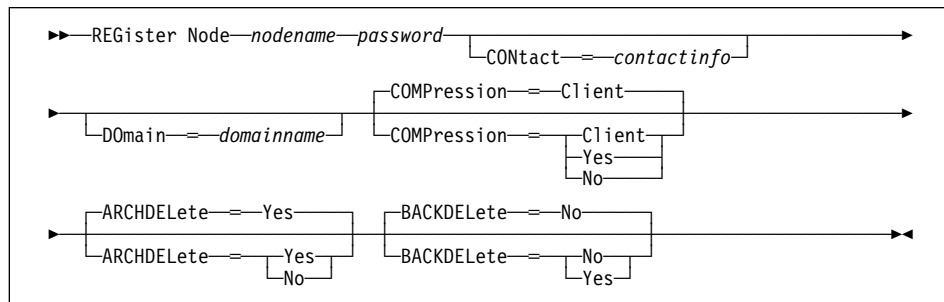 REGister Node nodename password
CONtact = contactinfo
COMPression = Client
DOmain = domainname COMPression = Client
Yes
No
ARCHDELete = Yes BACKDELete = No
ARCHDELete = Yes BACKDELete = No
No Yes